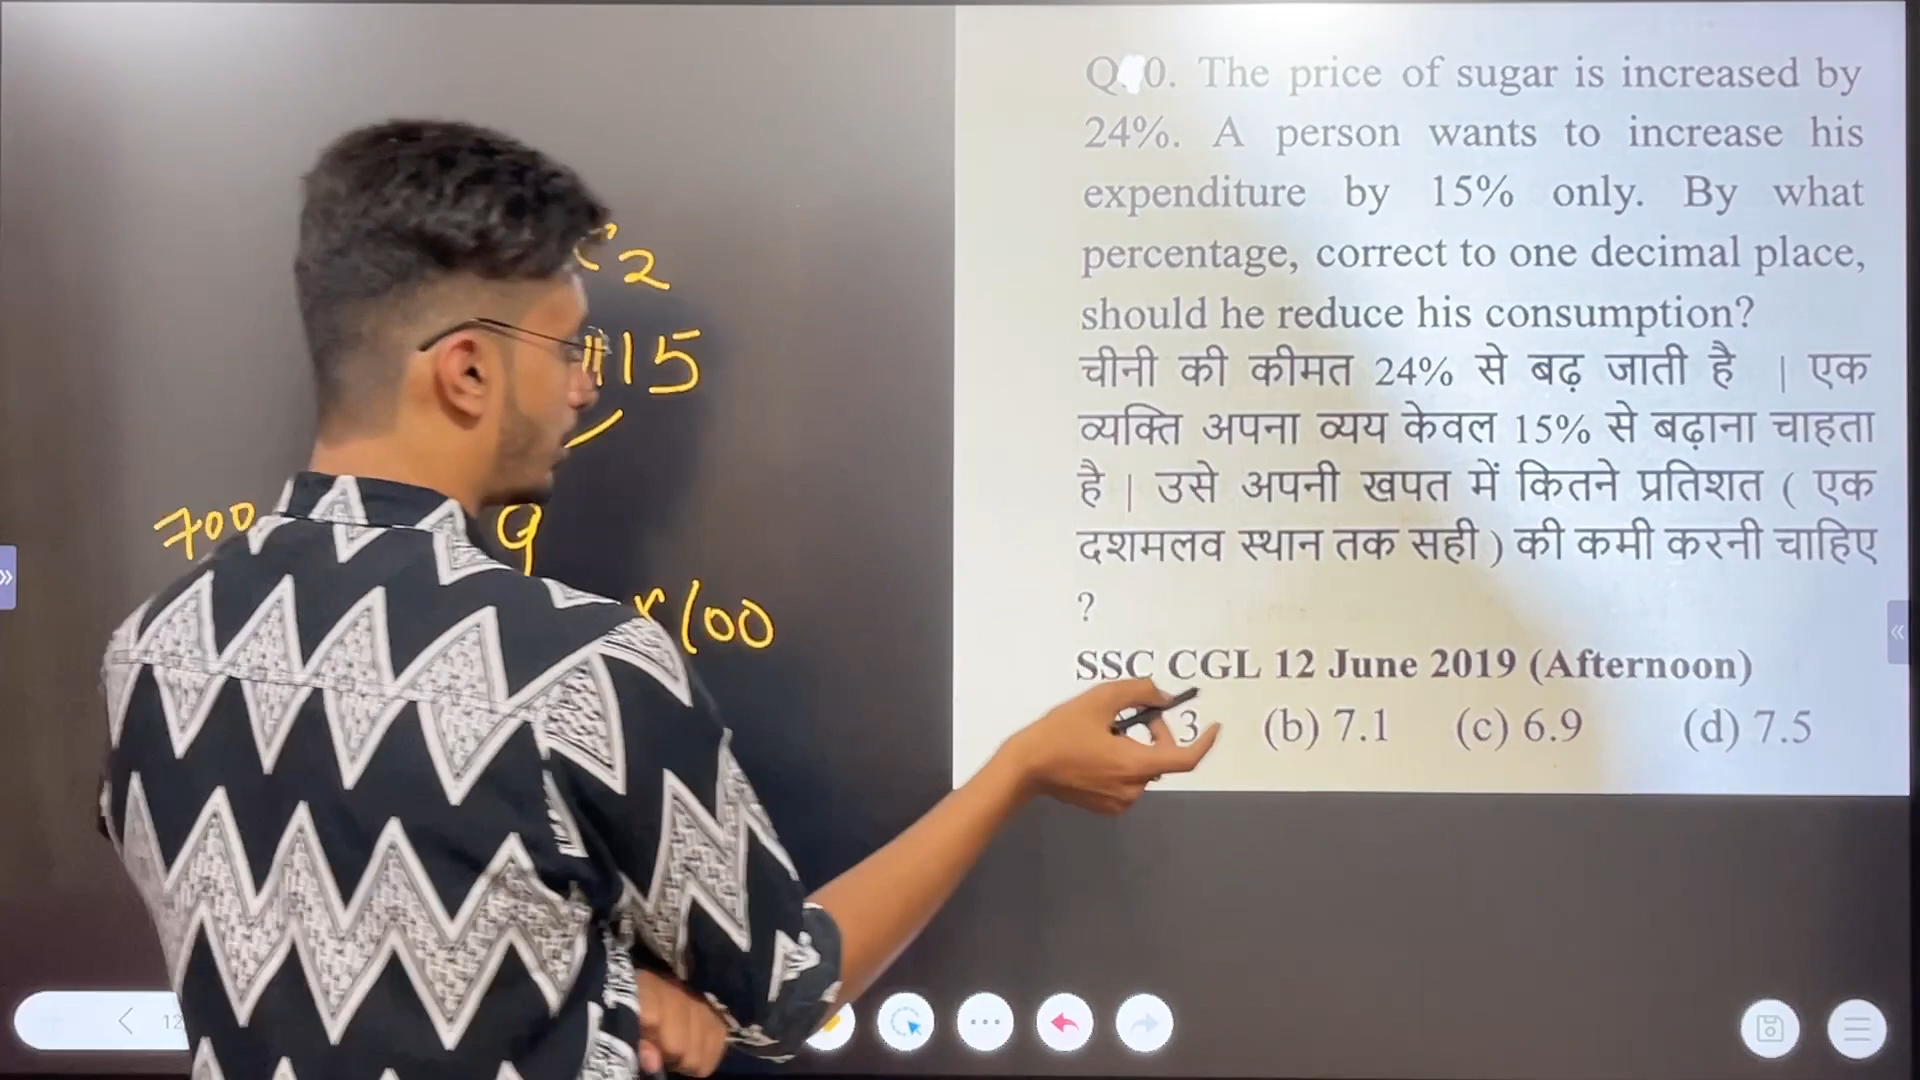 2
115
700
9
x100
Q.0. The price of sugar is increased by
24%. A person wants to increase his
expenditure by 15% only. By what
percentage, correct to one decimal place,
should he reduce his consumption?
चीनी की कीमत 24% से बढ़ जाती है | एक
व्यक्ति अपना व्यय केवल 15% से बढ़ाना चाहता
है | उसे अपनी खपत में कितने प्रतिशत ( एक
दशमलव स्थान तक सही ) की कमी करनी चाहिए
?
SSC CGL 12 June 2019 (Afternoon)
3 (b) 7.1 (c) 6.9 (d) 7.5
12